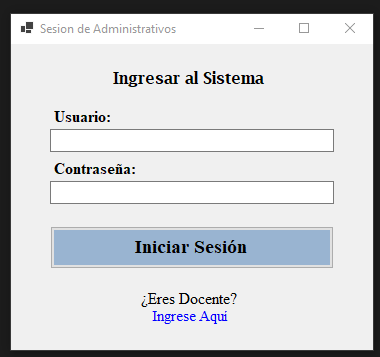 Sesion de Administrativos
Ingresar al Sistema
Usuario:
Contraseña:
Iniciar Sesión
¿Eres Docente?
Ingrese Aquí